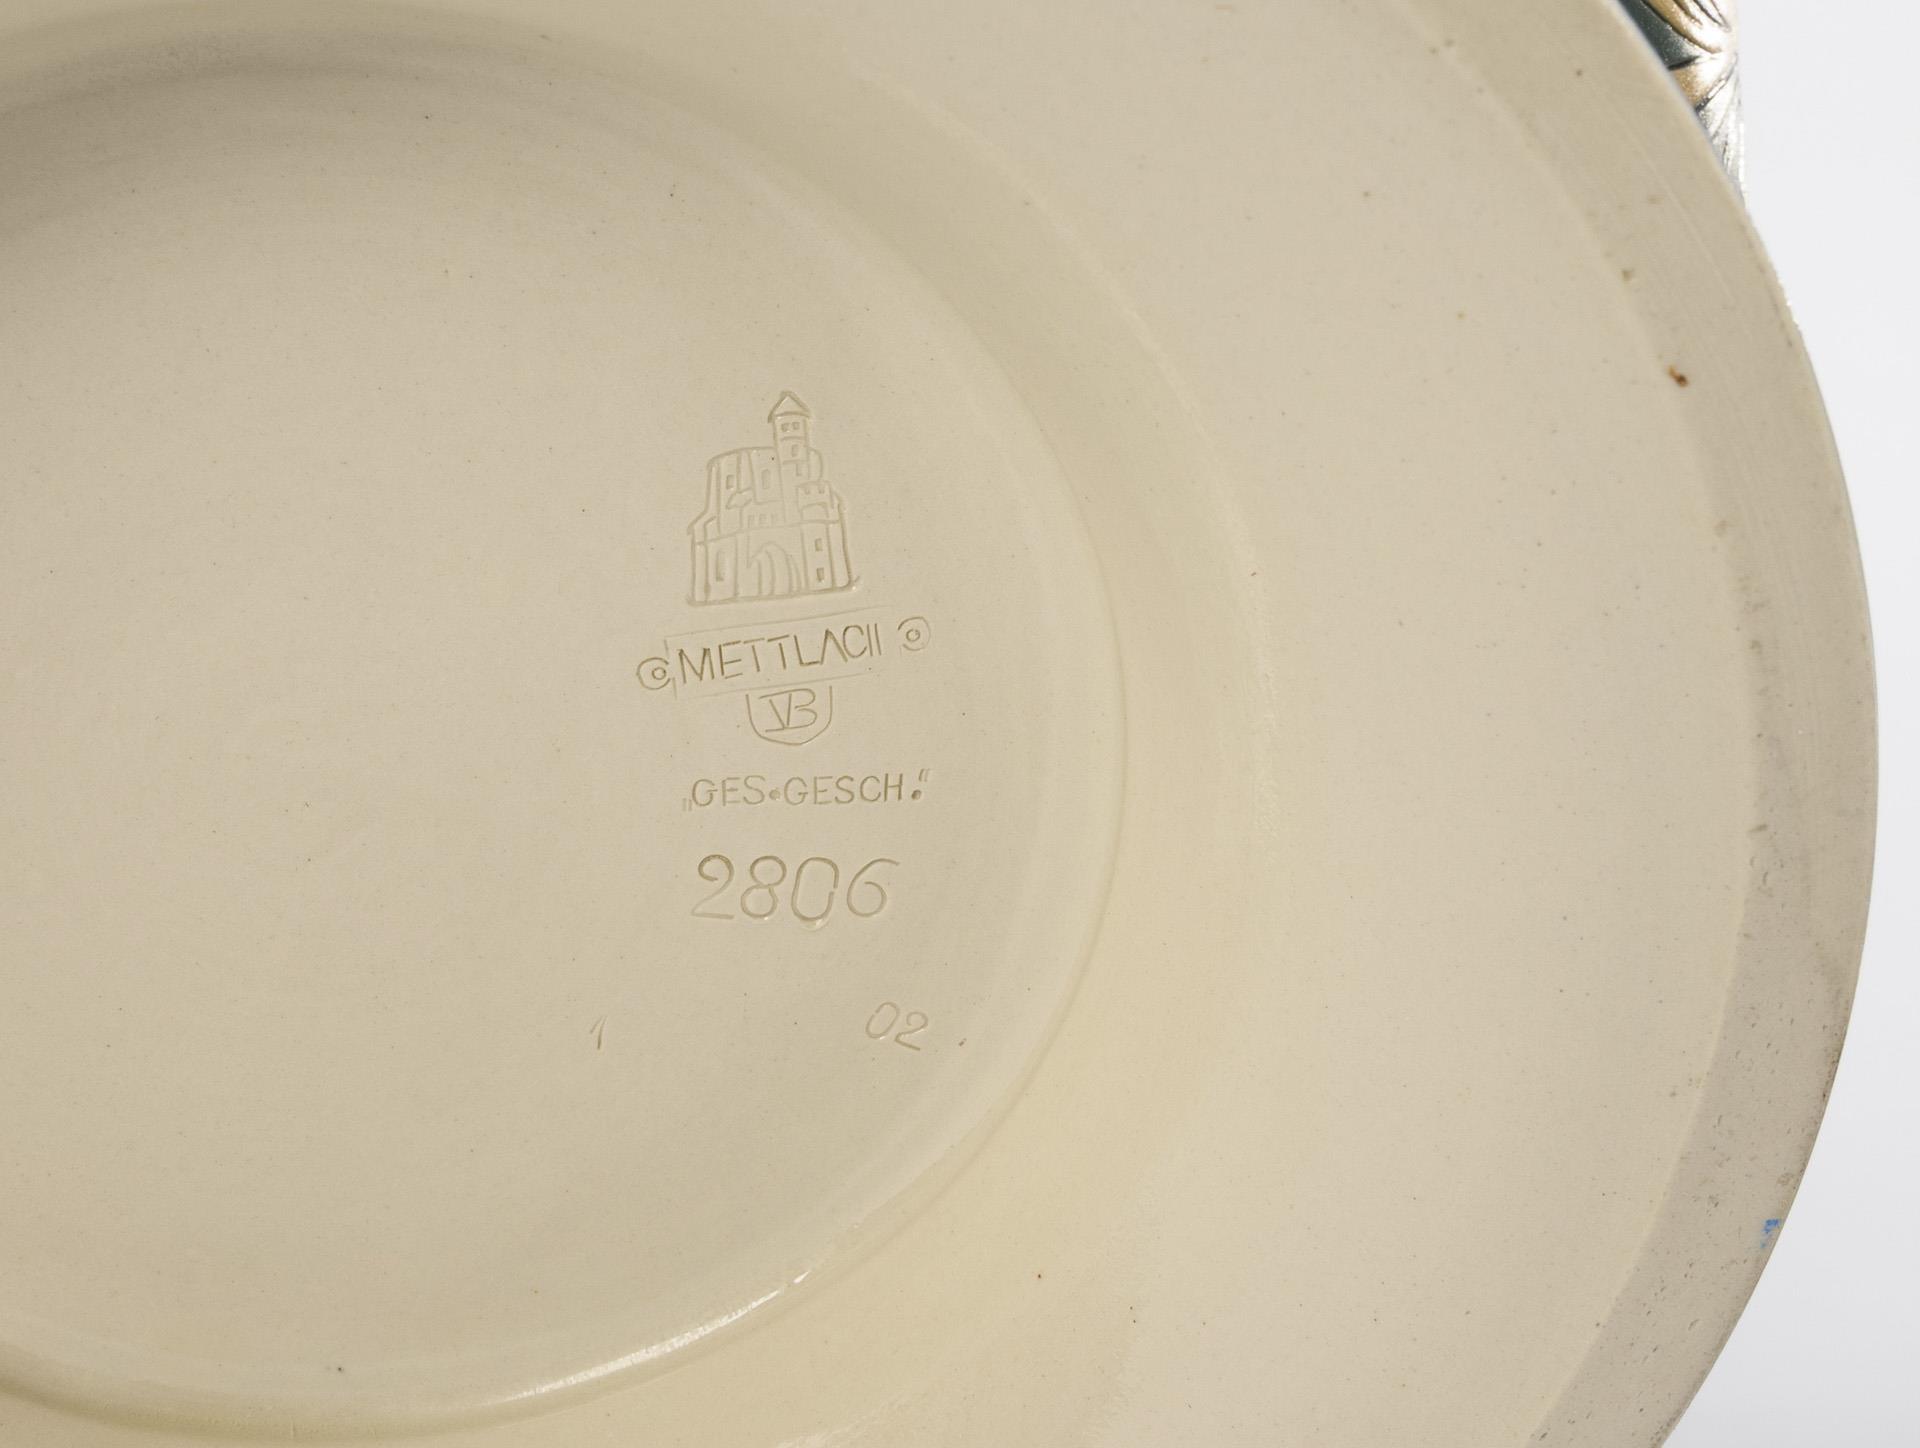 METTLACH
VB
„GES•GESCH.“
2806
1 02